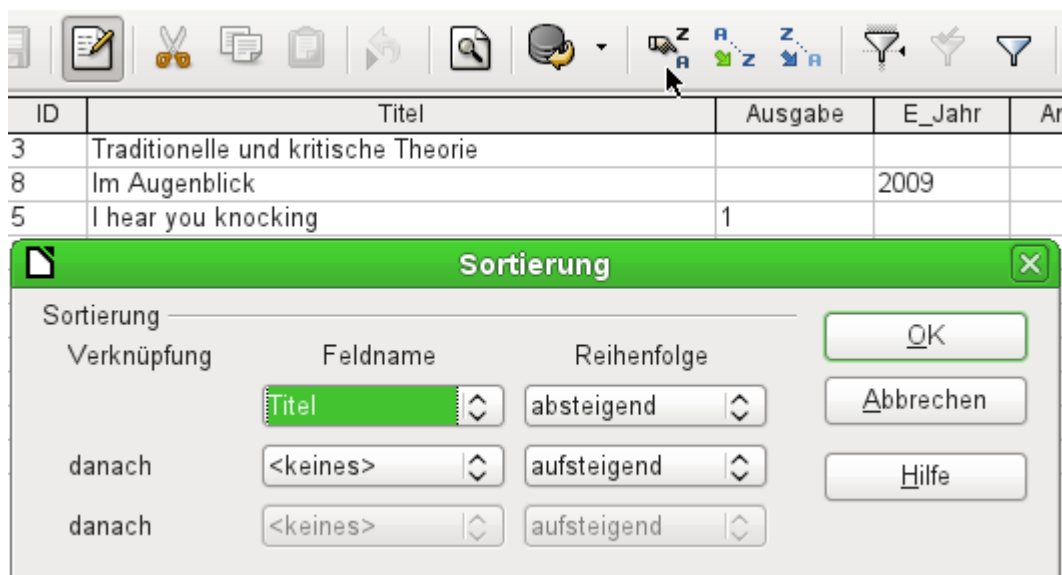 Z
A
A
Z
Z
A
ID Titel Ausgabe E_Jahr Ar
3 Traditionelle und kritische Theorie
8 Im Augenblick 2009
5 I hear you knocking 1
Sortierung
Sortierung
Verknüpfung Feldname Reihenfolge
Titel absteigend
danach <keines> aufsteigend
danach <keines> aufsteigend
OK
Abbrechen
Hilfe